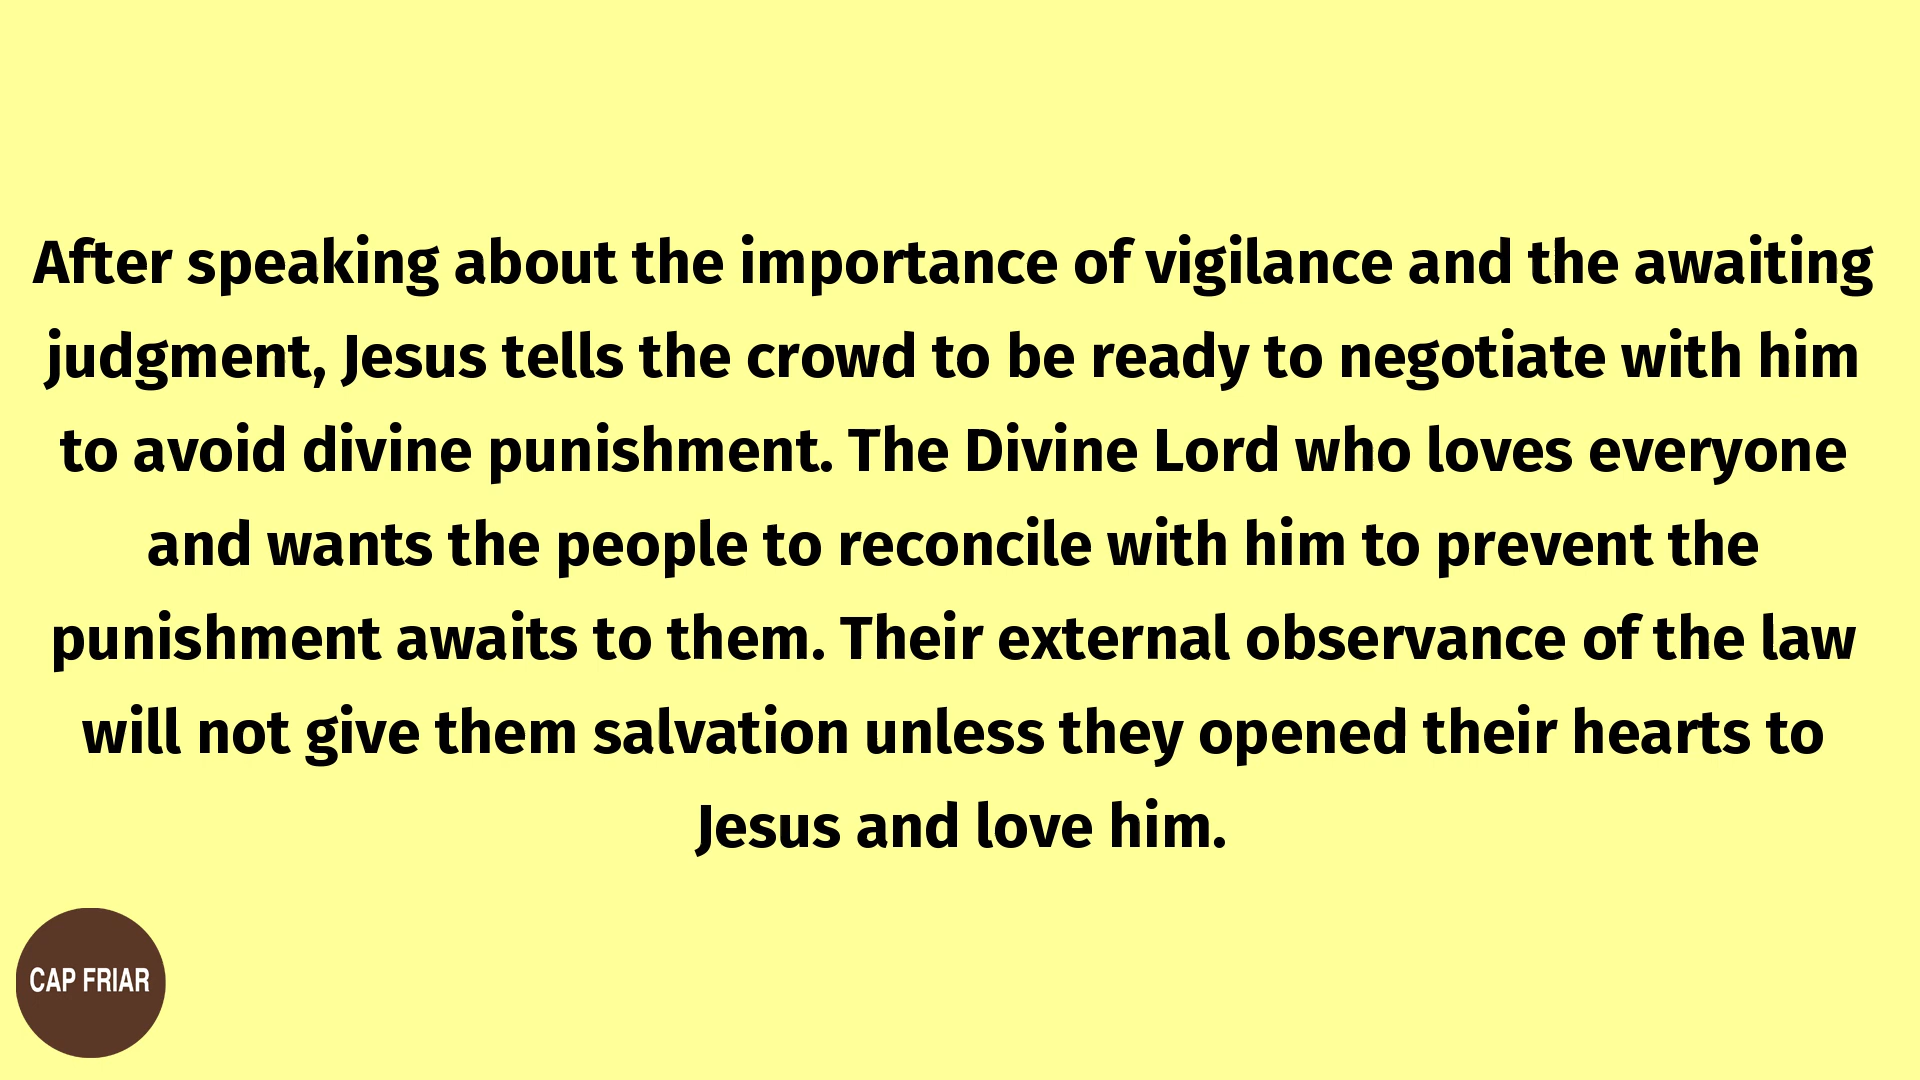 After speaking about the importance of vigilance and the awaiting
judgment, Jesus tells the crowd to be ready to negotiate with him
to avoid divine punishment. The Divine Lord who loves everyone
and wants the people to reconcile with him to prevent the
punishment awaits to them. Their external observance of the law
will not give them salvation unless they opened their hearts to
Jesus and love him.
CAP FRIAR